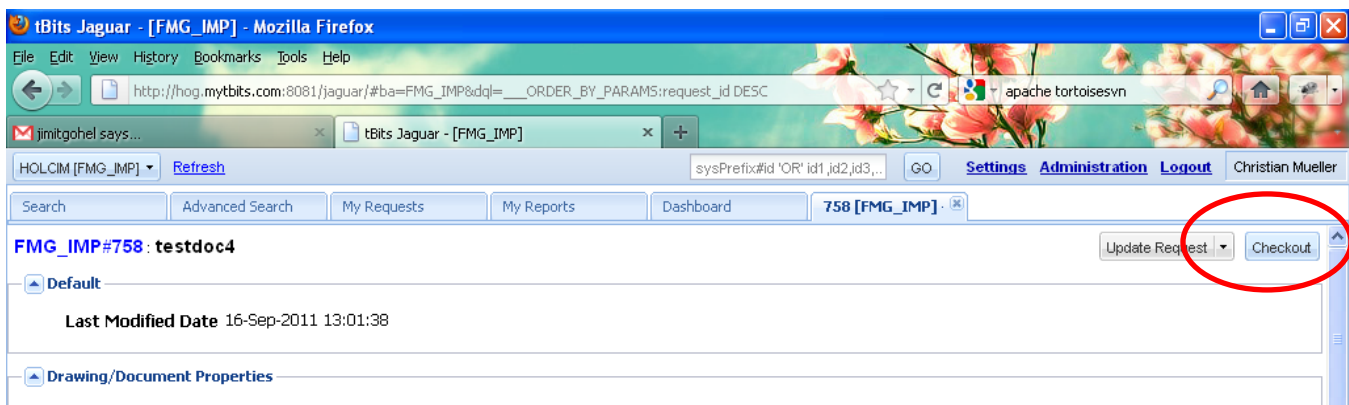 tBits Jaguar - [FMG_IMP] - Mozilla Firefox
File Edit View History Bookmarks Tools Help
http://hog.mytbits.com:8081/jaguar/#ba=FMG_IMP&dql=___ORDER_BY_PARAMS:request_id DESC apache tortoisesvn
jimitgohel says... tBits Jaguar - [FMG_IMP]
HOLCIM [FMG_IMP] Refresh sysPrefix#id 'OR' id1,id2,id3,.. GO Settings Administration Logout Christian Mueller
Search Advanced Search My Requests My Reports Dashboard 758 [FMG_IMP] ·
FMG_IMP#758 : testdoc4 Update Request Checkout
Default
Last Modified Date 16-Sep-2011 13:01:38
Drawing/Document Properties